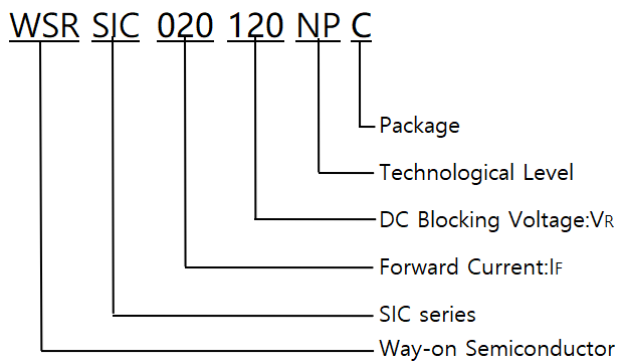 WSR SIC 020 120 NP C
Package
Technological Level
DC Blocking Voltage:VR
Forward Current:IF
SIC series
Way-on Semiconductor